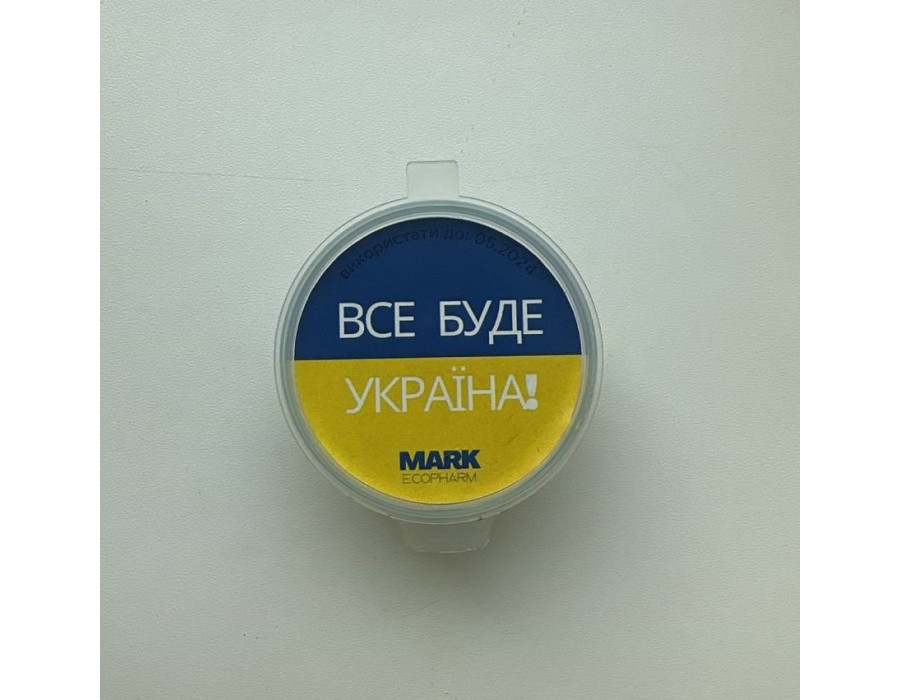 використати до: 05.2024
ВСЕ БУДЕ
УКРАЇНА!
MARK
ECOPHARM